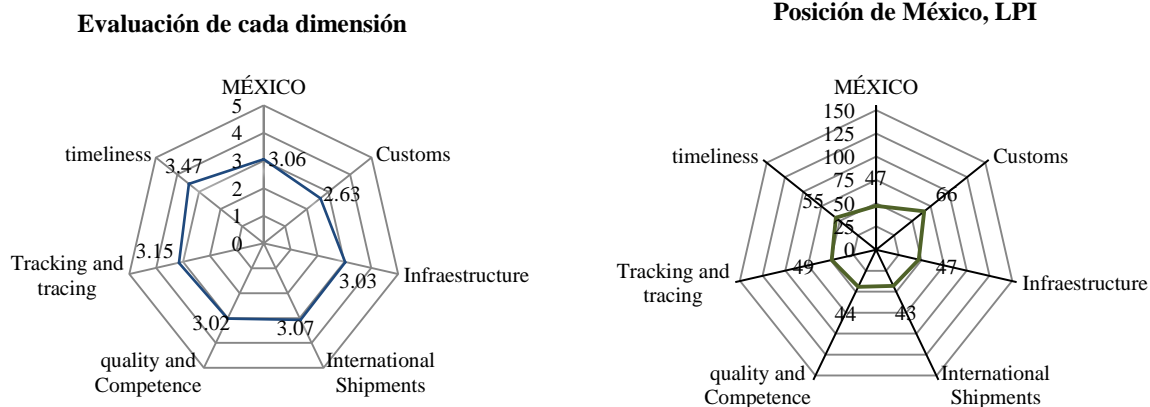 Evaluación de cada dimensión
MÉXICO
5
4
3
2
1
0
3.06
Customs
2.63
Infraestructure
3.03
International
Shipments
3.07
quality and
Competence
3.02
Tracking and
tracing
3.15
timeliness
3.47
Posición de México, LPI
MÉXICO
150
125
100
75
50
25
0
47
Customs
66
Infraestructure
47
International
Shipments
43
quality and
Competence
44
Tracking and
tracing
49
timeliness
55